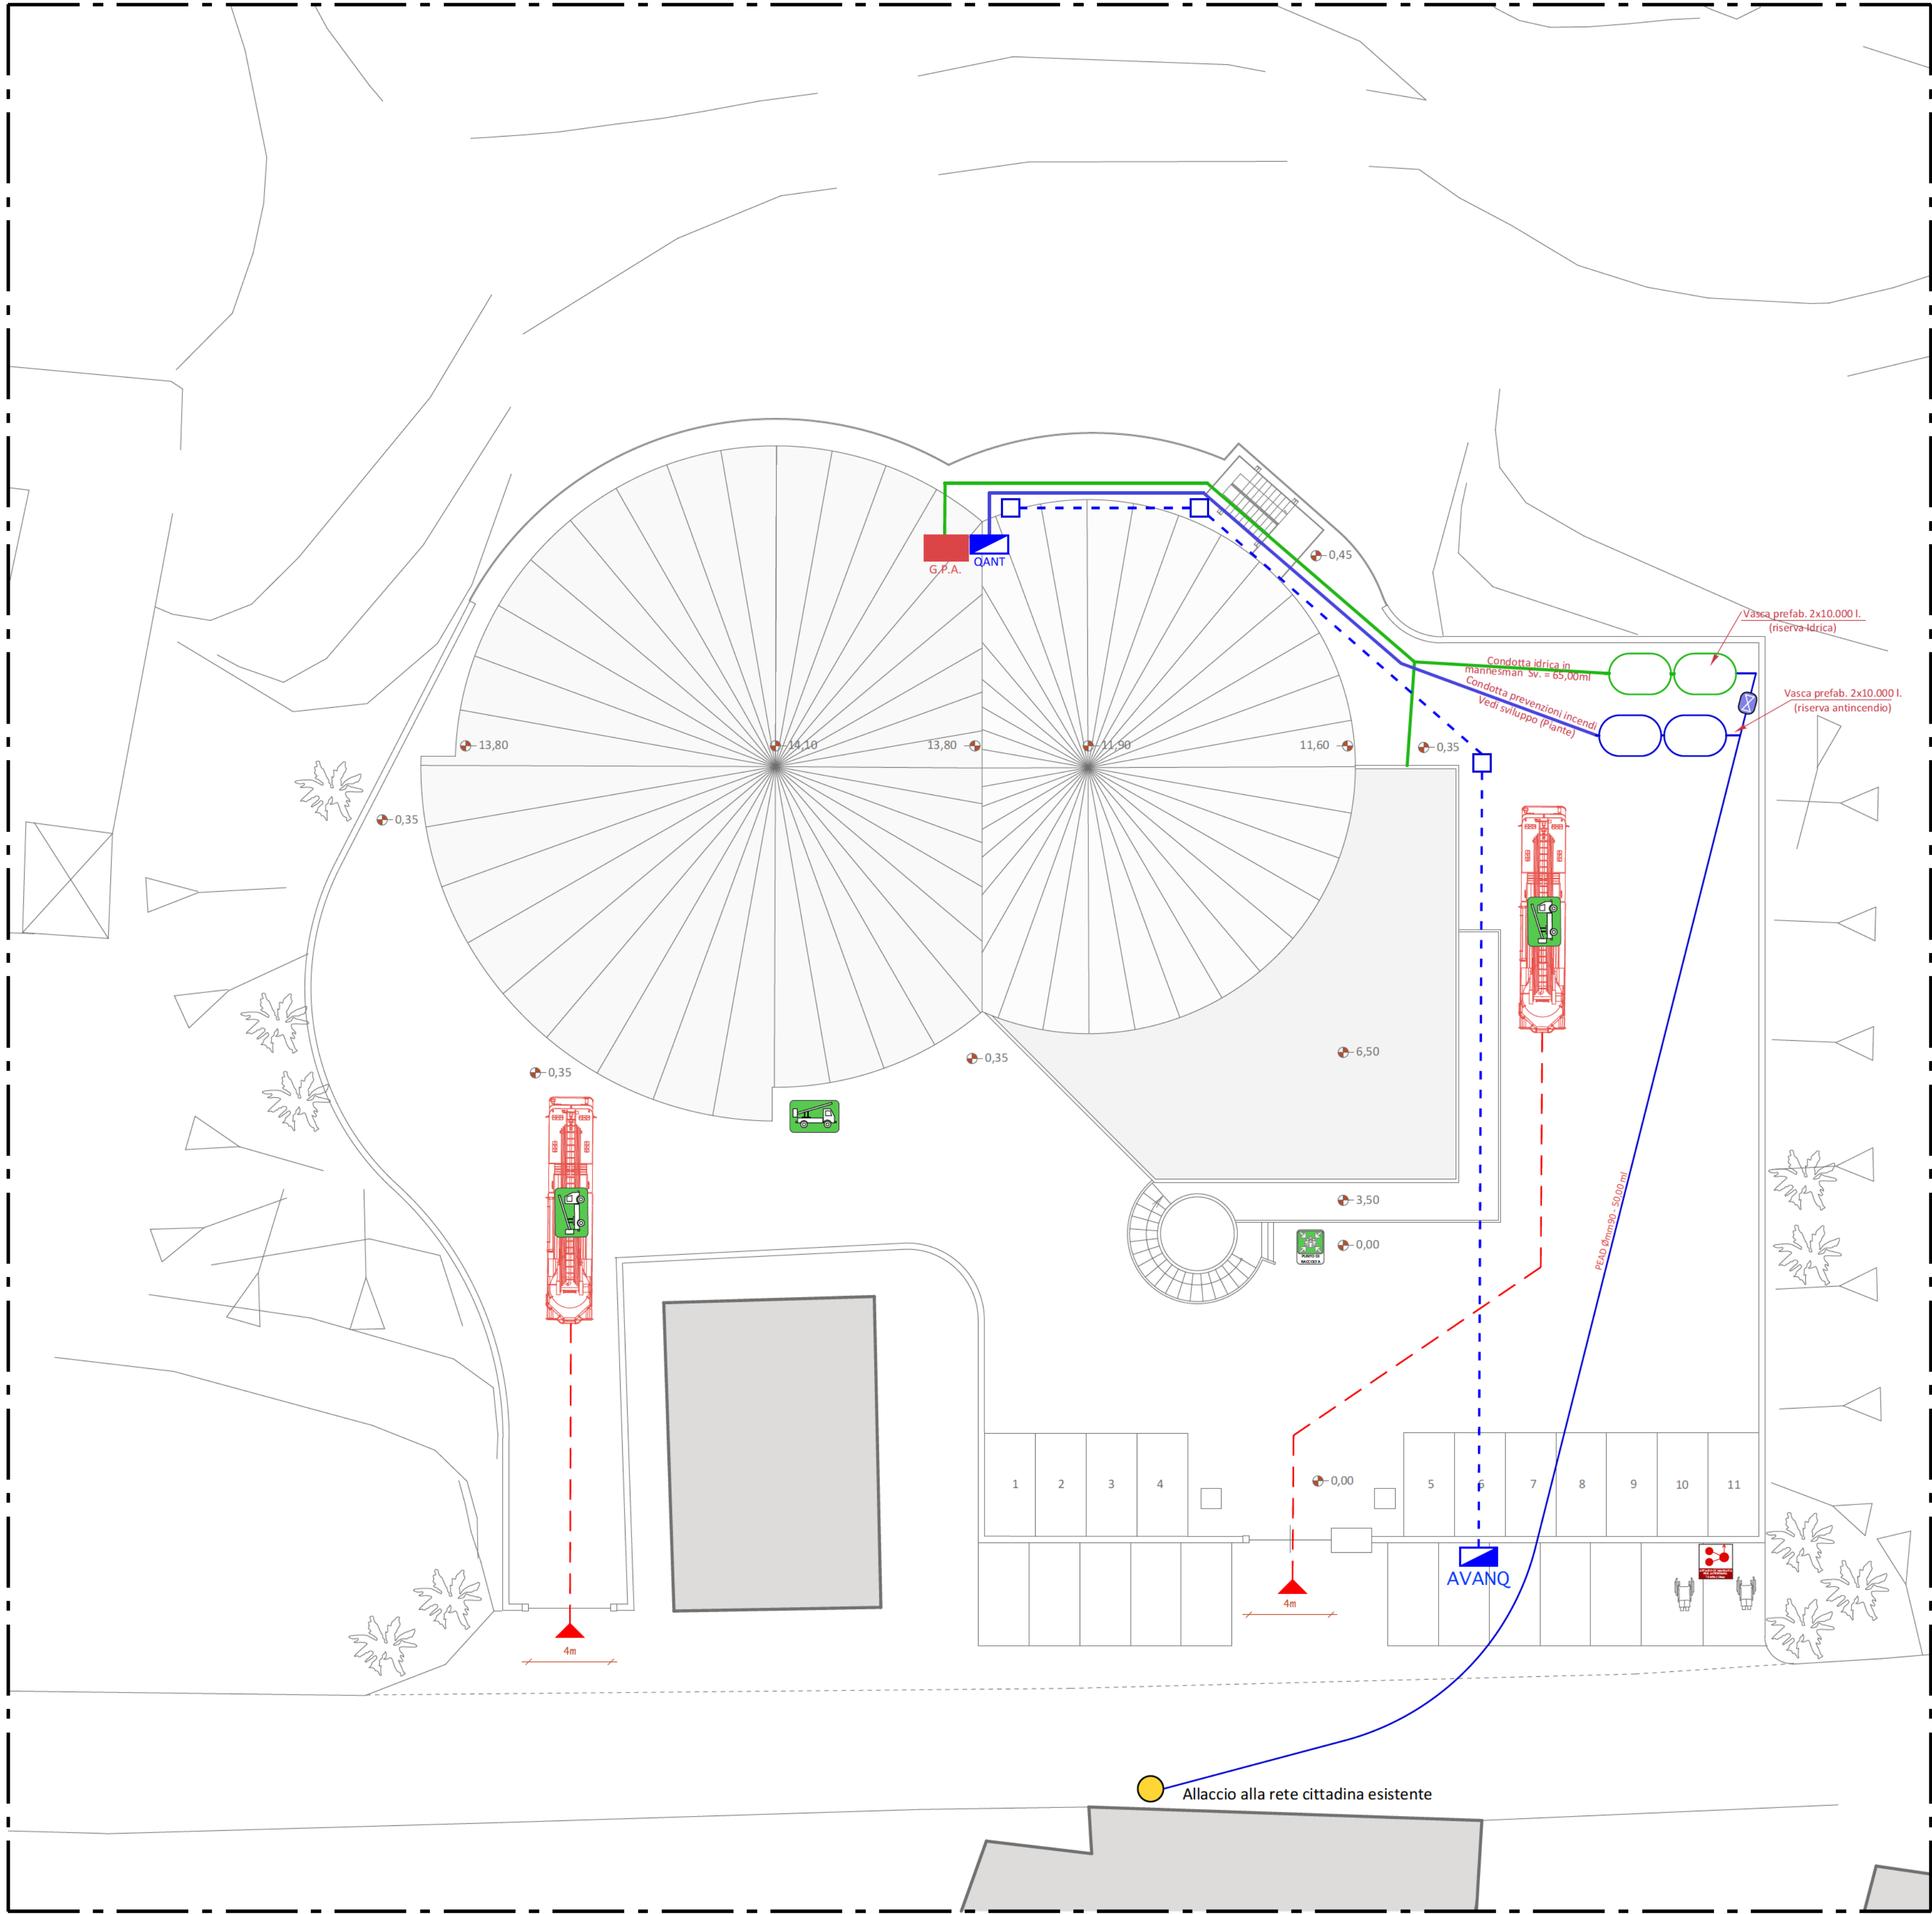 0,45
G.P.A.
QANT
Vasca prefab. 2x10.000 l.
(riserva Idrica)
Condotta idrica in
mannesman Sv. = 65,00ml
Condotta prevenzioni incendi
Vedi sviluppo (Piante)
Vasca prefab. 2x10.000 l.
(riserva antincendio)
13,80
14,10
13,80
11,90
11,60
0,35
0,35
0,35
0,35
6,50
3,50
0,00
PUNTO DI
RACCOLTA
PEAD Ømm90 - 50,00 ml
1
2
3
4
0,00
5
6
7
8
9
10
11
AVANQ
4m
4m
Allaccio alla rete cittadina esistente